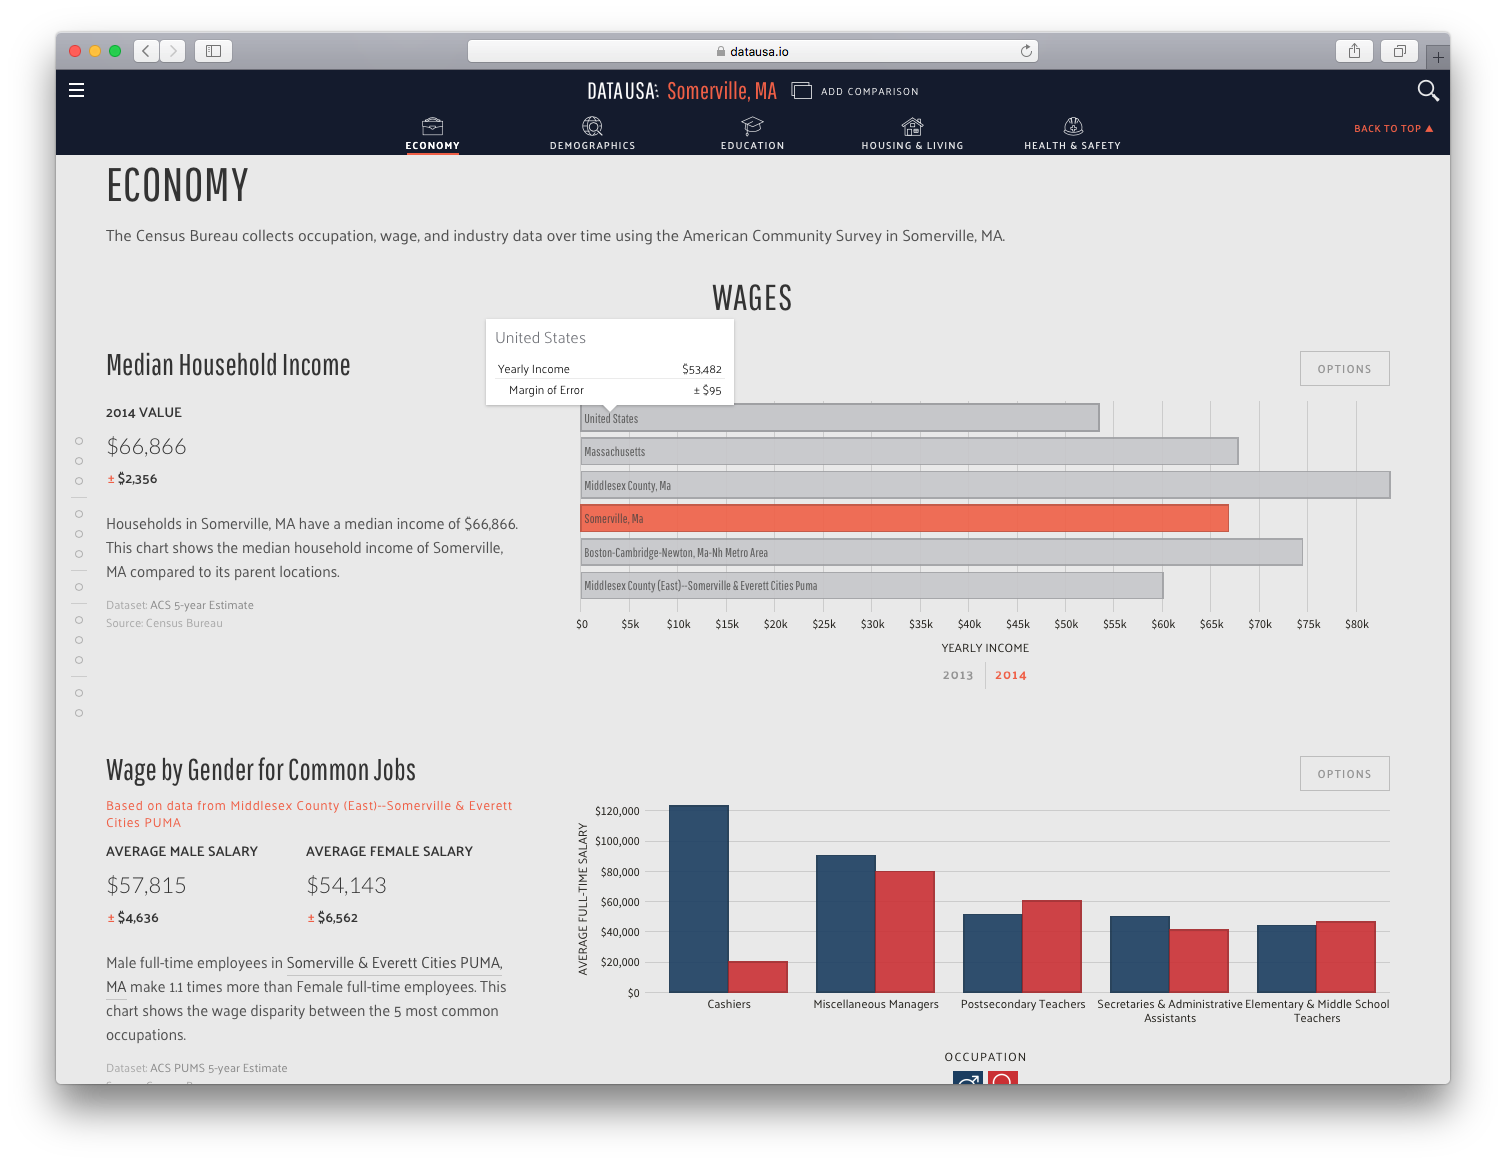 datausa.io
DATAUSA: Somerville, MA ADD COMPARISON
ECONOMY DEMOGRAPHICS EDUCATION HOUSING & LIVING HEALTH & SAFETY BACK TO TOP ▲
ECONOMY
The Census Bureau collects occupation, wage, and industry data over time using the American Community Survey in Somerville, MA.
WAGES
Median Household Income
2014 VALUE
$66,866
± $2,356
Households in Somerville, MA have a median income of $66,866.
This chart shows the median household income of Somerville,
MA compared to its parent locations.
Dataset: ACS 5-year Estimate
Source: Census Bureau
United States
Yearly Income $53,482
Margin of Error ± $95
OPTIONS
United States
Massachusetts
Middlesex County, Ma
Somerville, Ma
Boston-Cambridge-Newton, Ma-Nh Metro Area
Middlesex County (East)--Somerville & Everett Cities Puma
$0 $5k $10k $15k $20k $25k $30k $35k $40k $45k $50k $55k $60k $65k $70k $75k $80k
YEARLY INCOME
2013 2014
Wage by Gender for Common Jobs
Based on data from Middlesex County (East)--Somerville & Everett
Cities PUMA
AVERAGE MALE SALARY AVERAGE FEMALE SALARY
$57,815 $54,143
± $4,636 ± $6,562
Male full-time employees in Somerville & Everett Cities PUMA,
MA make 1.1 times more than Female full-time employees. This
chart shows the wage disparity between the 5 most common
occupations.
Dataset: ACS PUMS 5-year Estimate
OPTIONS
AVERAGE FULL-TIME SALARY
$120,000
$100,000
$80,000
$60,000
$40,000
$20,000
$0
Cashiers Miscellaneous Managers Postsecondary Teachers Secretaries & Administrative Elementary & Middle School
Assistants Teachers
OCCUPATION